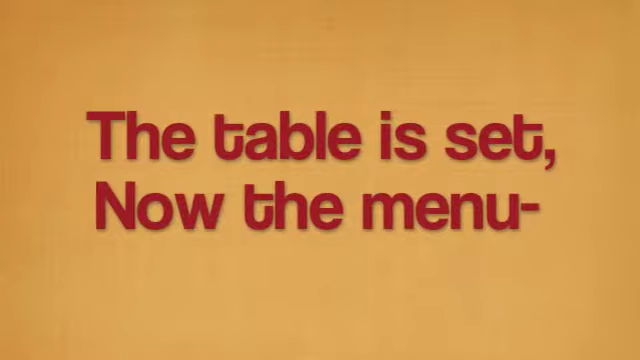 The table is set,
Now the menu-